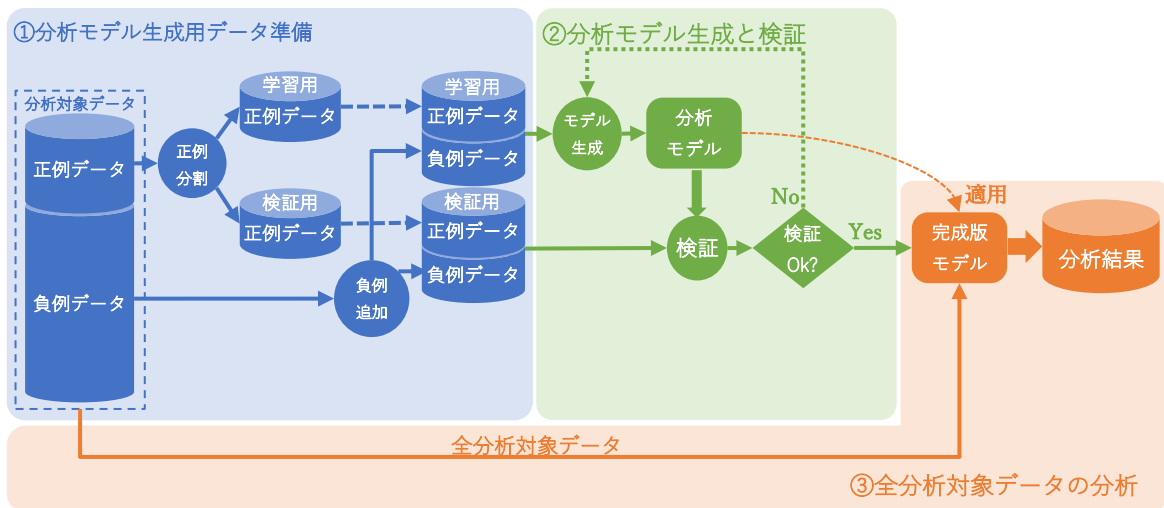 ①分析モデル生成用データ準備
分析対象データ
正例データ
負例データ
正例
分割
学習用
正例データ
検証用
正例データ
負例
追加
学習用
正例データ
負例データ
検証用
正例データ
負例データ
②分析モデル生成と検証
モデル
生成
分析
モデル
検証
検証
Ok?
No
Yes
適用
完成版
モデル
分析結果
全分析対象データ
③全分析対象データの分析